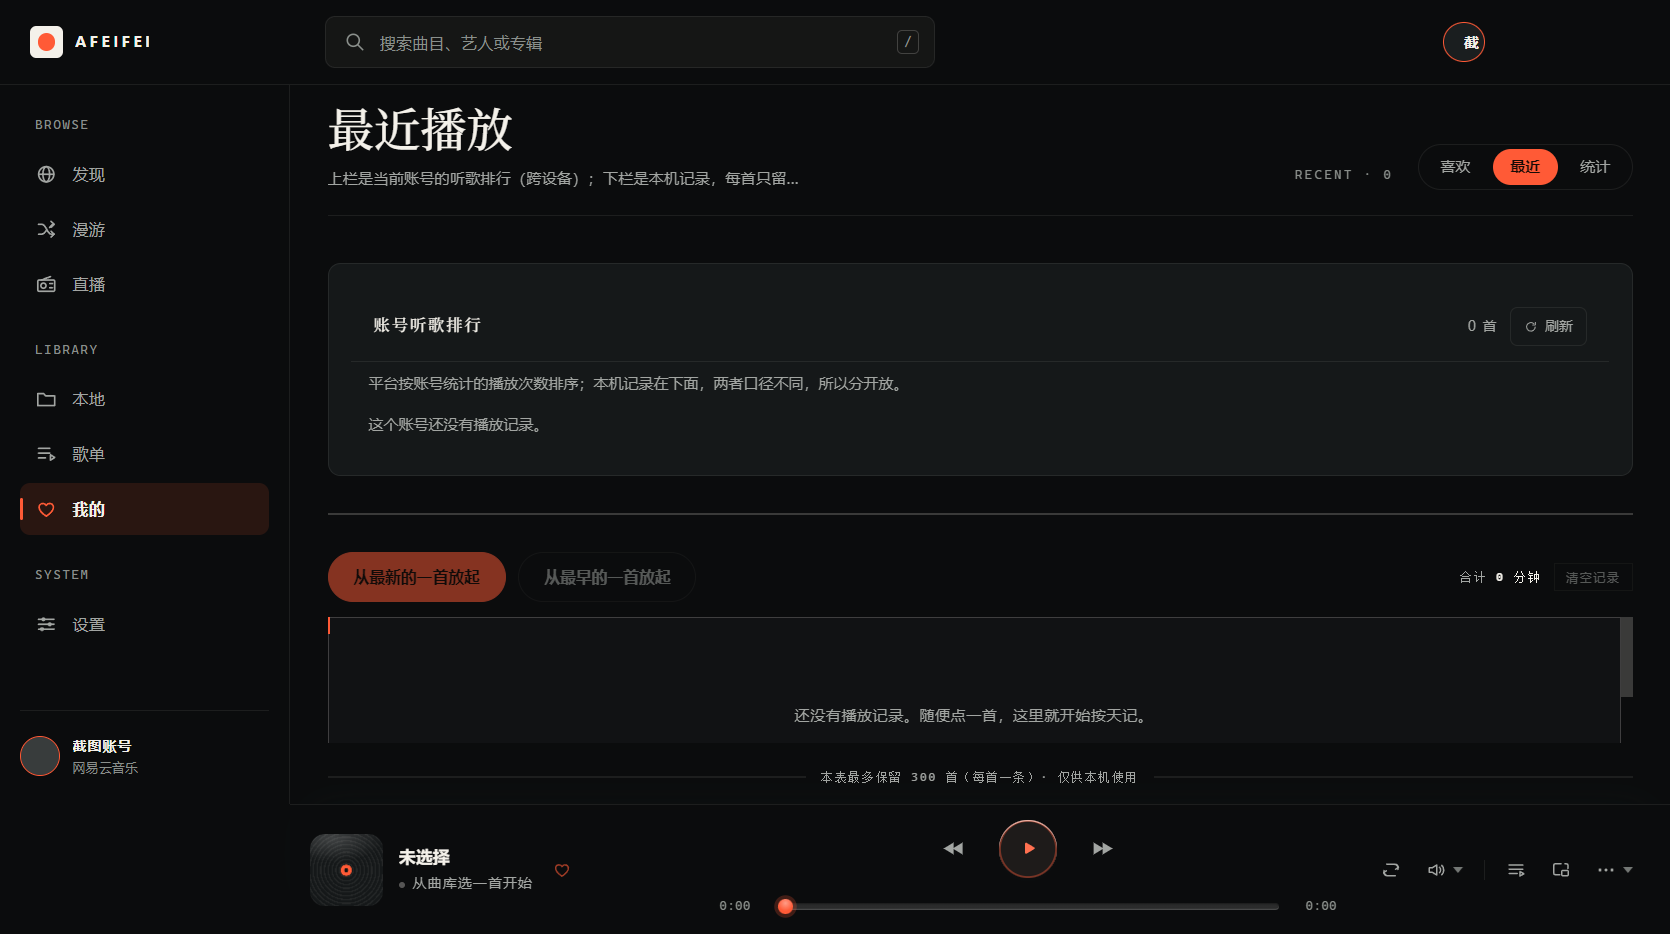 AFEIFEI
搜索曲目、艺人或专辑
/
截
BROWSE
发现
漫游
直播
LIBRARY
本地
歌单
我的
SYSTEM
设置
截图账号
网易云音乐
最近播放
上栏是当前账号的听歌排行（跨设备）；下栏是本机记录，每首只留...
RECENT · 0
喜欢
最近
统计
账号听歌排行
0 首
刷新
平台按账号统计的播放次数排序；本机记录在下面，两者口径不同，所以分开放。
这个账号还没有播放记录。
从最新的一首放起
从最早的一首放起
合计 0 分钟
清空记录
还没有播放记录。随便点一首，这里就开始按天记。
本表最多保留 300 首（每首一条）· 仅供本机使用
未选择
从曲库选一首开始
0:00
0:00